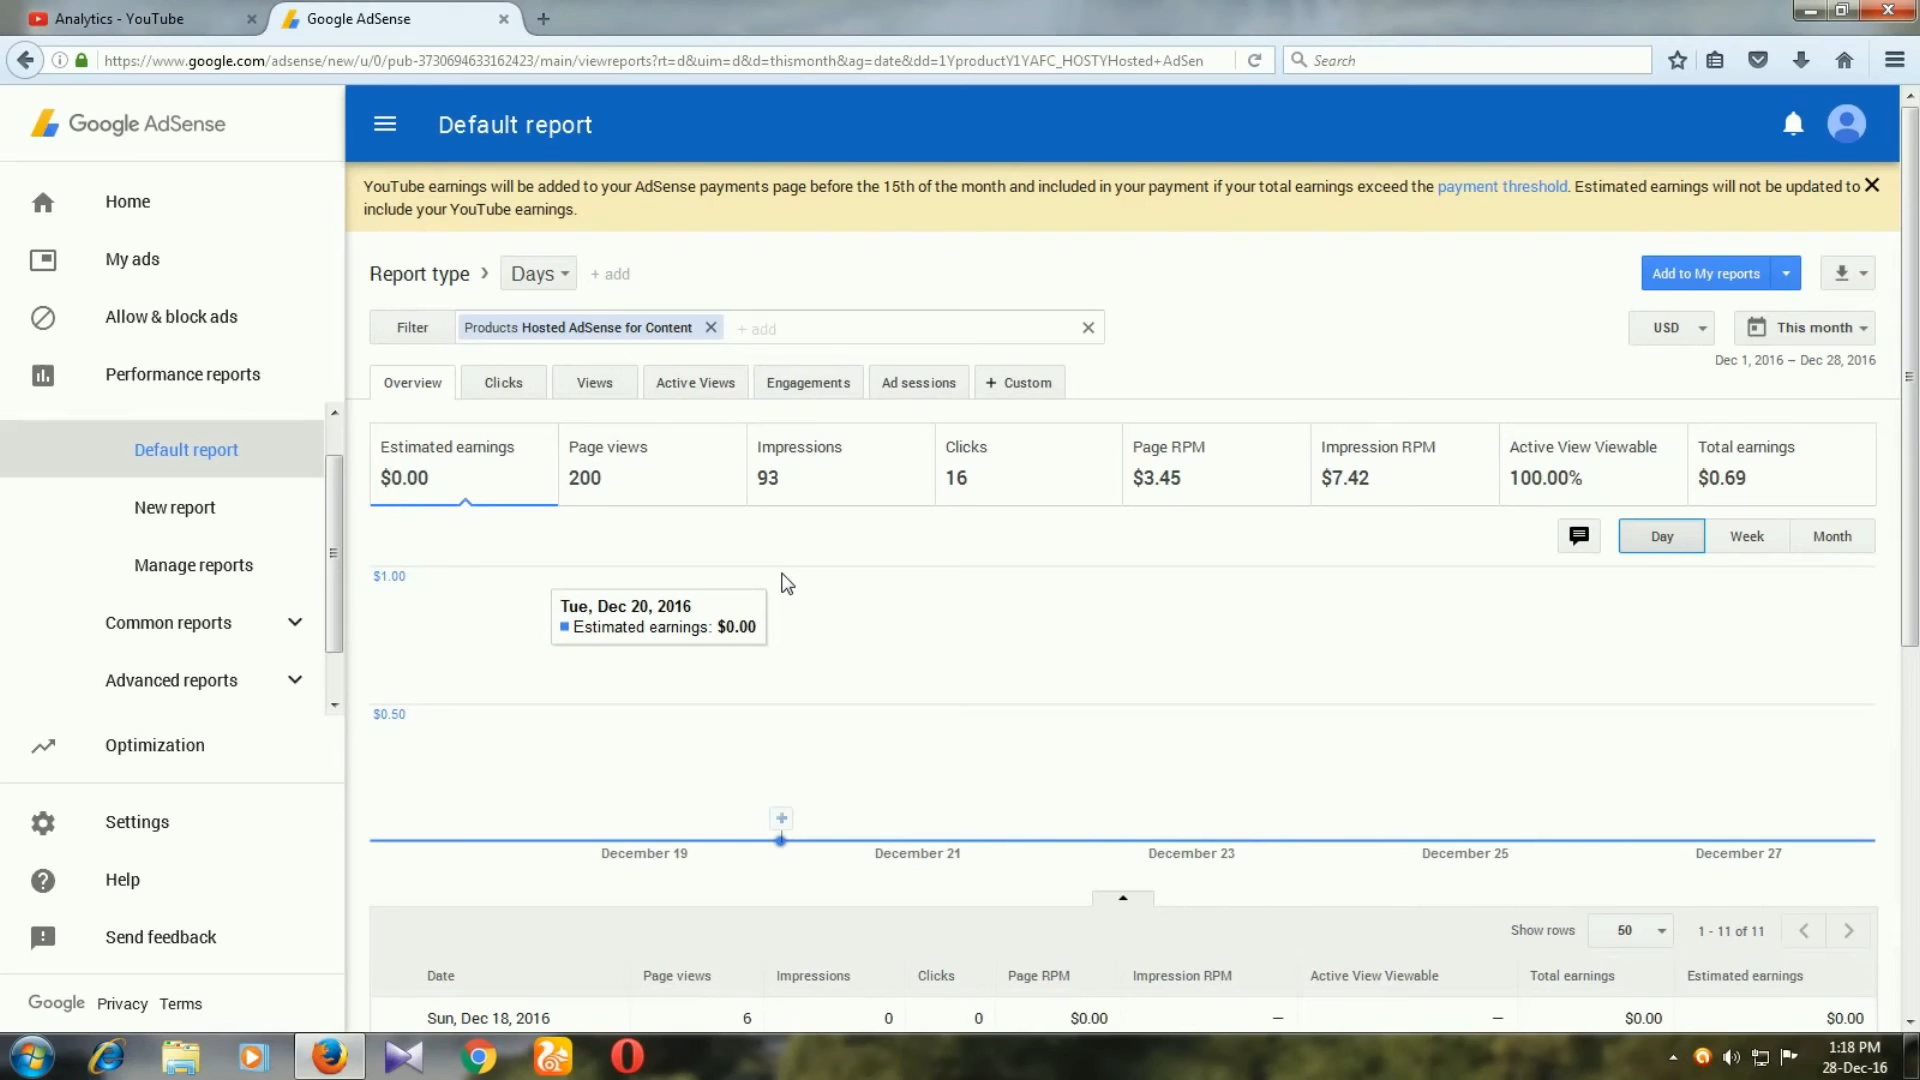 Analytics - YouTube
Google AdSense
https://www.google.com/adsense/new/u/0/pub-3730694633162423/main/viewreports?rt=d&uim=d&d=thismonth&ag=date&dd=1YproductY1YAFC_HOSTYHosted+AdSen
Search
Google AdSense
Default report
YouTube earnings will be added to your AdSense payments page before the 15th of the month and included in your payment if your total earnings exceed the payment threshold. Estimated earnings will not be updated to
include your YouTube earnings.
Home
My ads
Allow & block ads
Performance reports
Default report
New report
Manage reports
Common reports
Advanced reports
Optimization
Settings
Help
Send feedback
Google Privacy Terms
Report type › Days + add
Add to My reports
Filter Products Hosted AdSense for Content + add
USD This month
Dec 1, 2016 – Dec 28, 2016
Overview Clicks Views Active Views Engagements Ad sessions + Custom
Estimated earnings Page views Impressions Clicks Page RPM Impression RPM Active View Viewable Total earnings
$0.00 200 93 16 $3.45 $7.42 100.00% $0.69
Day Week Month
$1.00
Tue, Dec 20, 2016
Estimated earnings: $0.00
$0.50
December 19 December 21 December 23 December 25 December 27
Show rows 50 1 - 11 of 11
Date Page views Impressions Clicks Page RPM Impression RPM Active View Viewable Total earnings Estimated earnings
Sun, Dec 18, 2016 6 0 0 $0.00 – – $0.00 $0.00
1:18 PM
28-Dec-16